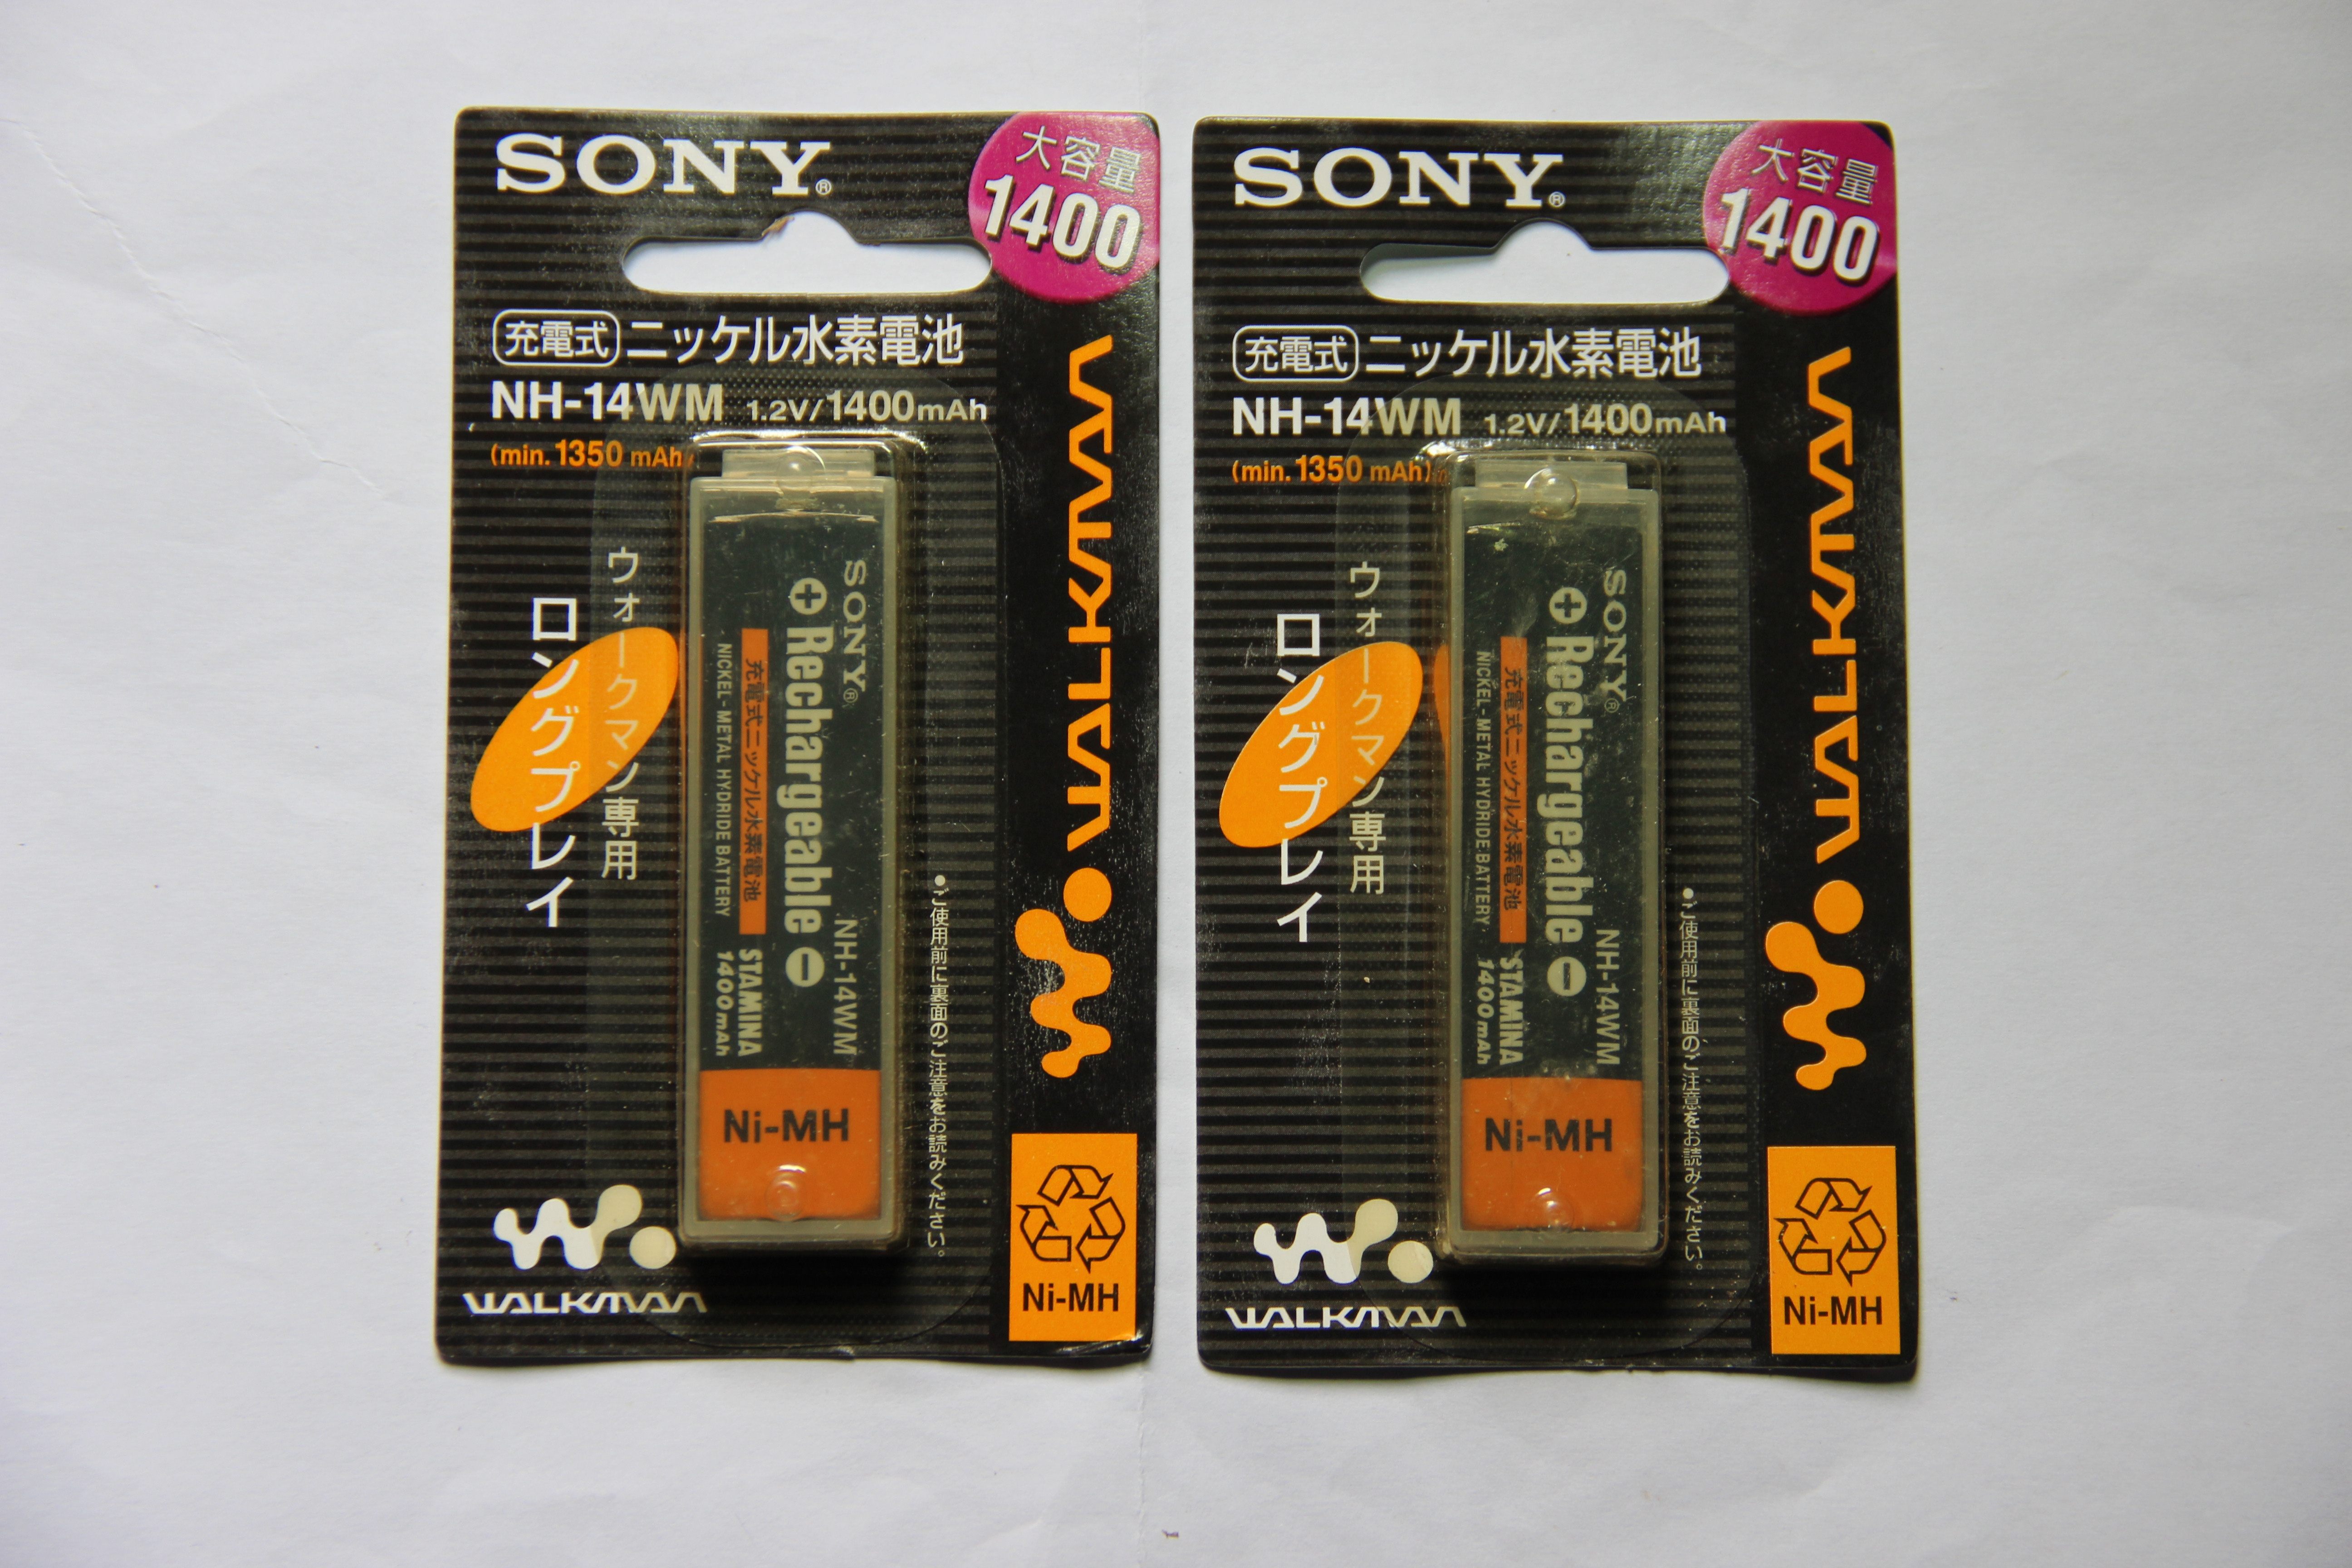 SONY®
大容量
1400
充電式 ニッケル水素電池
NH-14WM 1.2V/1400mAh
(min. 1350 mAh)
ウォークマン専用
ロングプレイ
SONY®
NH-14WM
⊕ Rechargeable ⊖
充電式ニッケル水素電池
STAMINA
NICKEL-METAL HYDRIDE BATTERY
1400mAh
Ni-MH
●ご使用前に裏面のご注意をお読みください。
WALKMAN
WALKMAN
Ni-MH
SONY®
大容量
1400
充電式 ニッケル水素電池
NH-14WM 1.2V/1400mAh
(min. 1350 mAh)
ウォークマン専用
ロングプレイ
SONY®
NH-14WM
⊕ Rechargeable ⊖
充電式ニッケル水素電池
STAMINA
NICKEL-METAL HYDRIDE BATTERY
1400mAh
Ni-MH
●ご使用前に裏面のご注意をお読みください。
WALKMAN
WALKMAN
Ni-MH